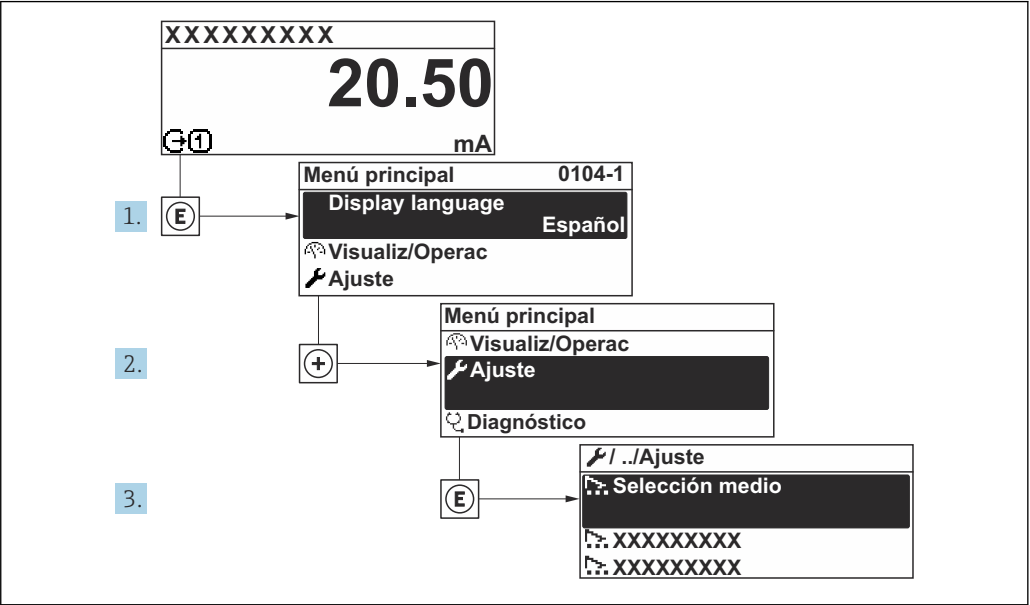 XXXXXXXXX
20.50
1 mA
Menú principal 0104-1
1. E Display language
Español
Visualiz/Operac
Ajuste
Menú principal
Visualiz/Operac
2. + Ajuste
Diagnóstico
/ ../Ajuste
3. E Selección medio
XXXXXXXXX
XXXXXXXXX